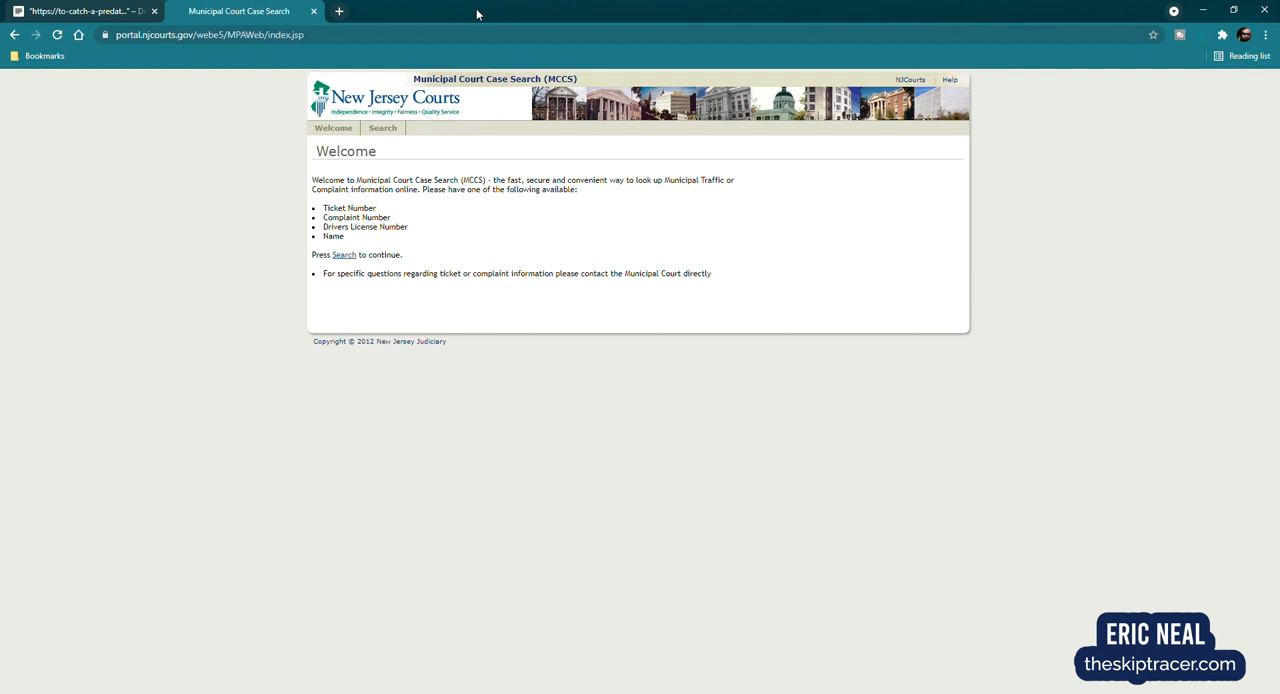 "https://to-catch-a-predat..." – D
Municipal Court Case Search
portal.njcourts.gov/webe5/MPAWeb/index.jsp
Bookmarks
Reading list
Municipal Court Case Search (MCCS)
NJCourts | Help
New Jersey Courts
Independence • Integrity • Fairness • Quality Service
Welcome
Search
Welcome
Welcome to Municipal Court Case Search (MCCS) - the fast, secure and convenient way to look up Municipal Traffic or
Complaint information online. Please have one of the following available:
• Ticket Number
• Complaint Number
• Drivers License Number
• Name
Press Search to continue.
• For specific questions regarding ticket or complaint information please contact the Municipal Court directly
Copyright © 2012 New Jersey Judiciary
ERIC NEAL
theskiptracer.com